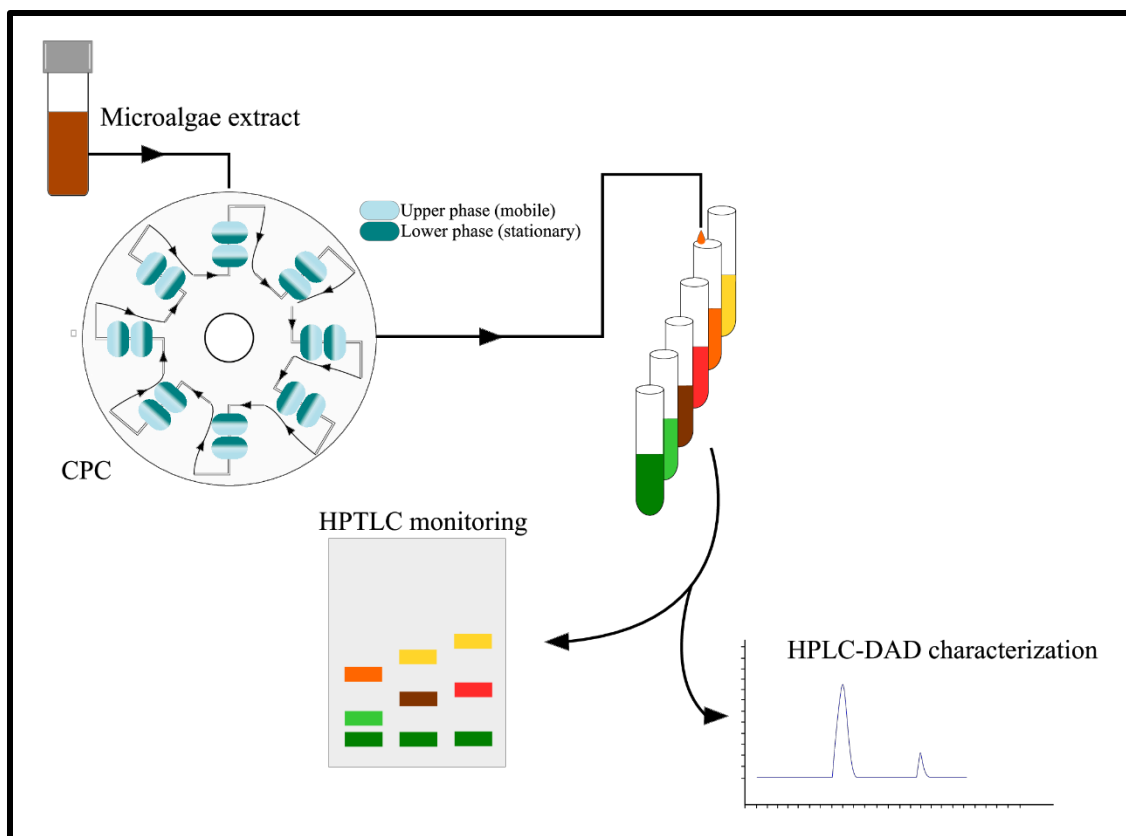 Microalgae extract
Upper phase (mobile)
Lower phase (stationary)
CPC
HPTLC monitoring
HPLC-DAD characterization